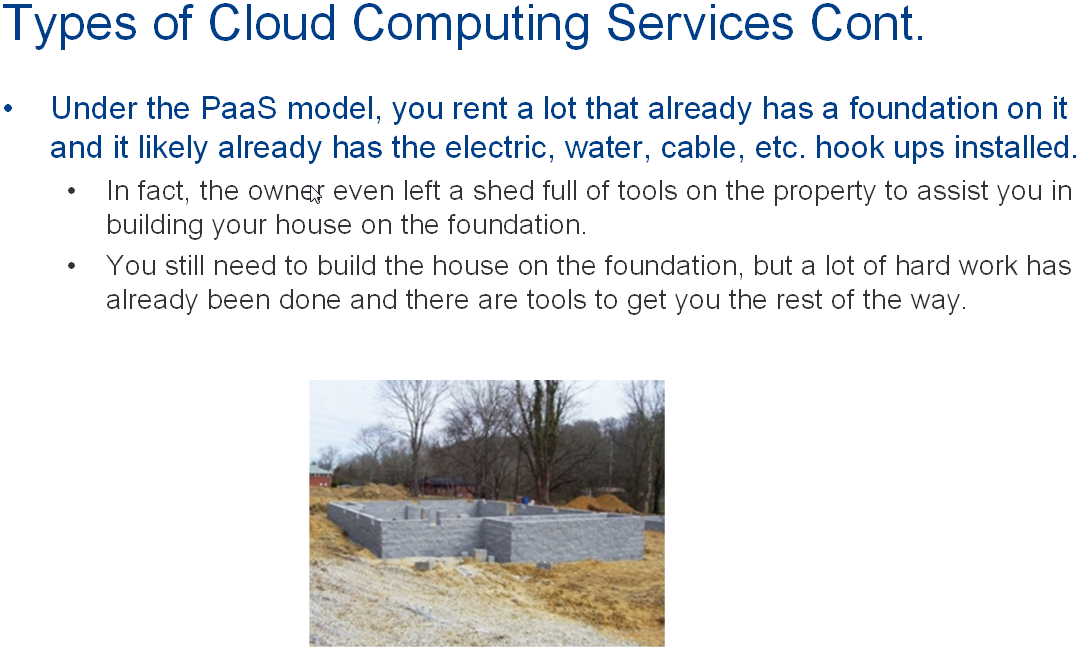 Types of Cloud Computing Services Cont.
• Under the PaaS model, you rent a lot that already has a foundation on it
and it likely already has the electric, water, cable, etc. hook ups installed.
• In fact, the owner even left a shed full of tools on the property to assist you in
building your house on the foundation.
• You still need to build the house on the foundation, but a lot of hard work has
already been done and there are tools to get you the rest of the way.